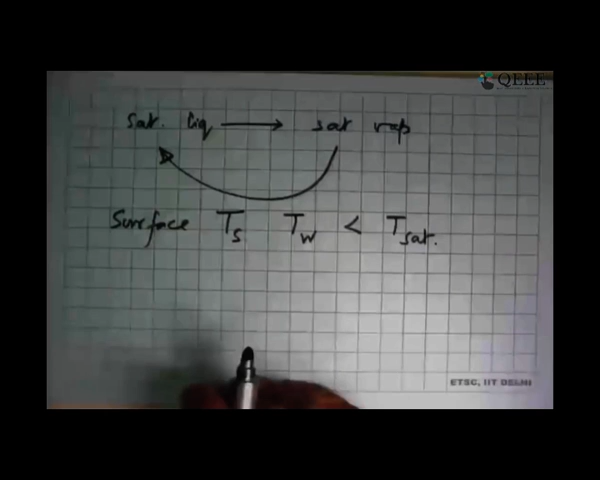 QEEE
Sat. liq ⟶ sat vap
Surface Ts Tw < Tsat.
ETSC, IIT DELHI